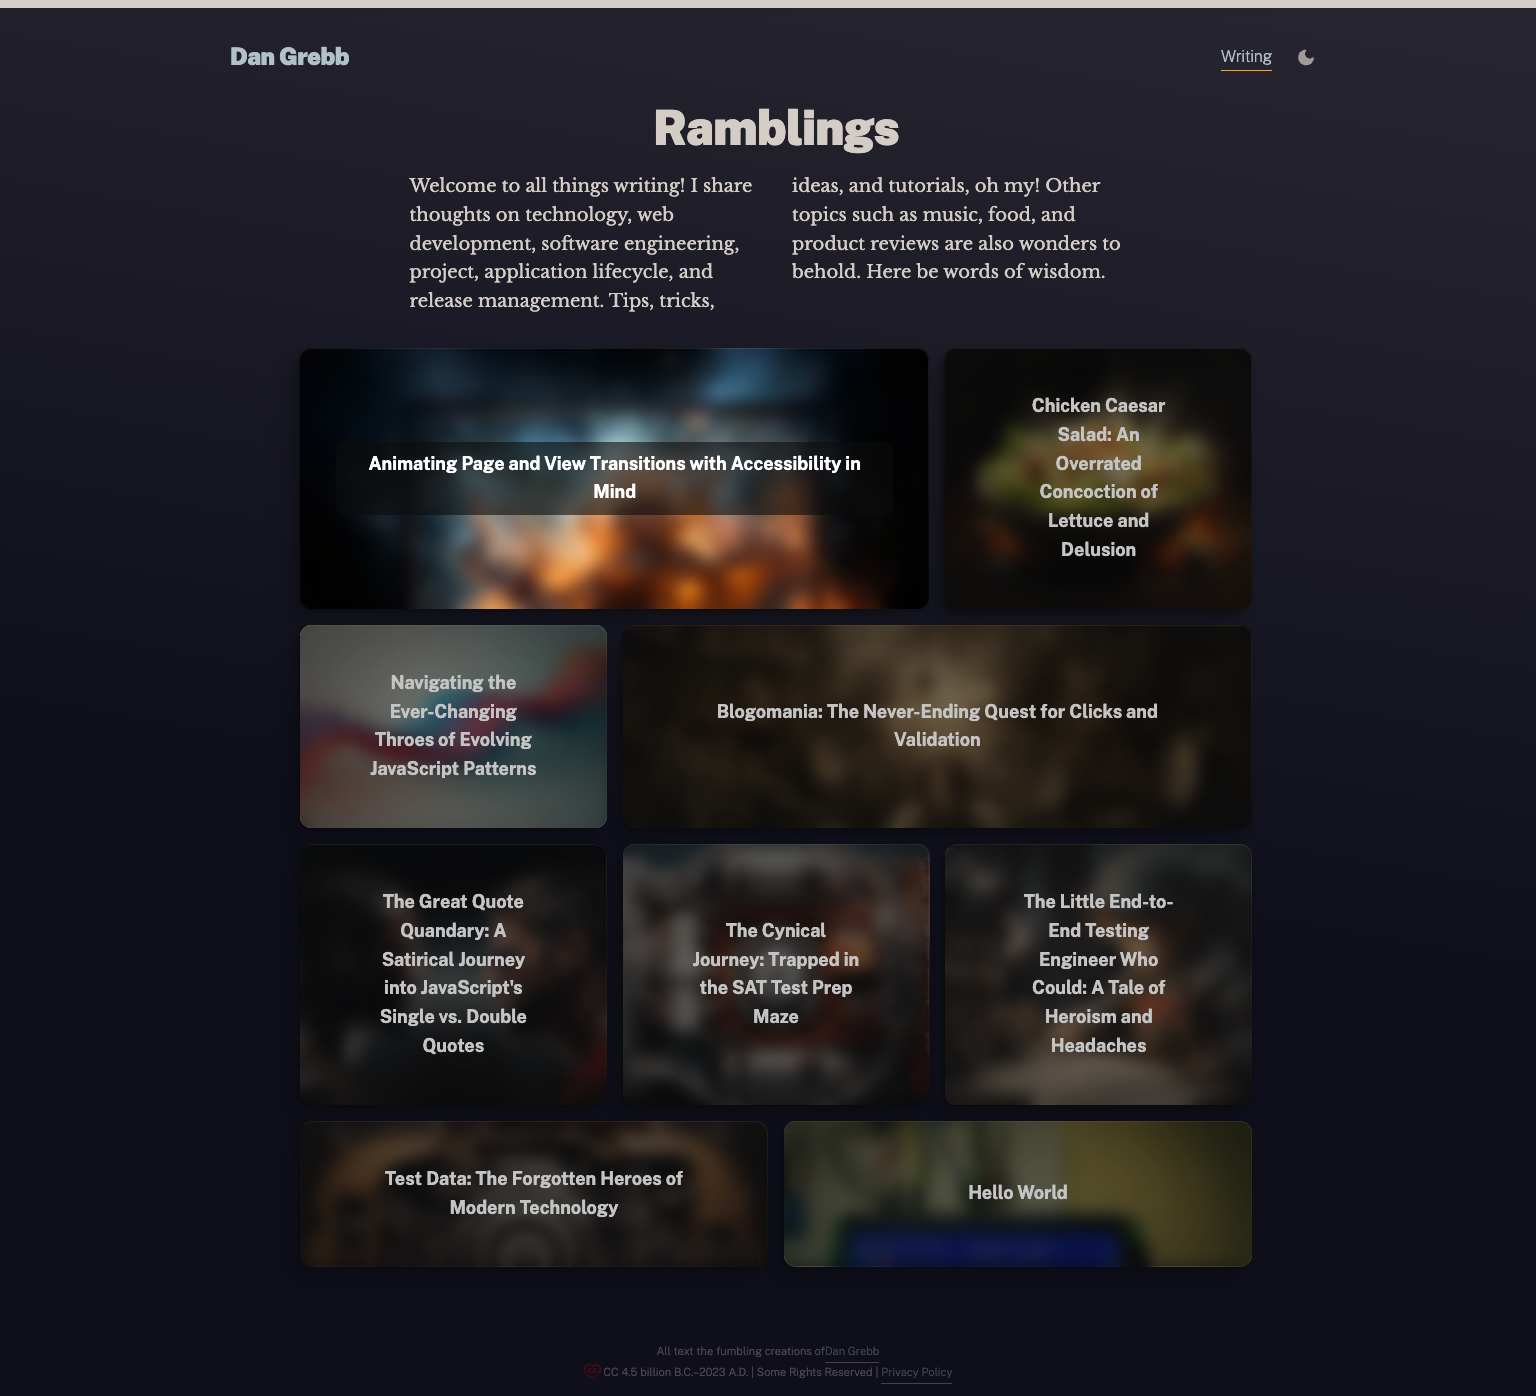 Dan Grebb
Writing
Ramblings
Welcome to all things writing! I share
thoughts on technology, web
development, software engineering,
project, application lifecycle, and
release management. Tips, tricks,
ideas, and tutorials, oh my! Other
topics such as music, food, and
product reviews are also wonders to
behold. Here be words of wisdom.
Animating Page and View Transitions with Accessibility in
Mind
Chicken Caesar
Salad: An
Overrated
Concoction of
Lettuce and
Delusion
Navigating the
Ever-Changing
Throes of Evolving
JavaScript Patterns
Blogomania: The Never-Ending Quest for Clicks and
Validation
The Great Quote
Quandary: A
Satirical Journey
into JavaScript's
Single vs. Double
Quotes
The Cynical
Journey: Trapped in
the SAT Test Prep
Maze
The Little End-to-
End Testing
Engineer Who
Could: A Tale of
Heroism and
Headaches
Test Data: The Forgotten Heroes of
Modern Technology
Hello World
All text the fumbling creations ofDan Grebb
CC 4.5 billion B.C.–2023 A.D. | Some Rights Reserved | Privacy Policy